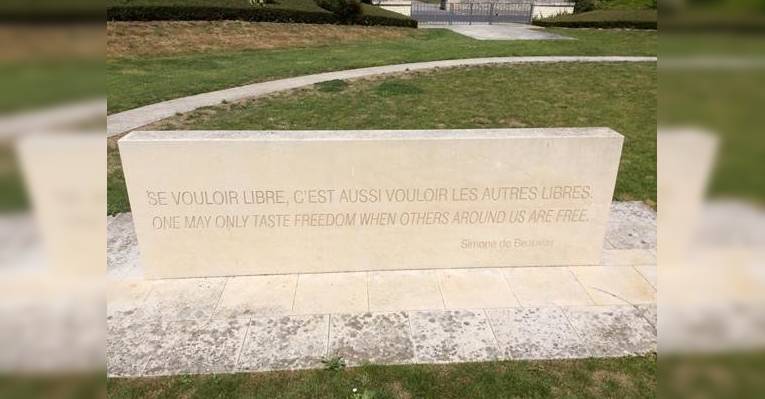 SE VOULOIR LIBRE, C'EST AUSSI VOULOIR LES AUTRES LIBRES.
ONE MAY ONLY TASTE FREEDOM WHEN OTHERS AROUND US ARE FREE.
Simone de Beauvoir